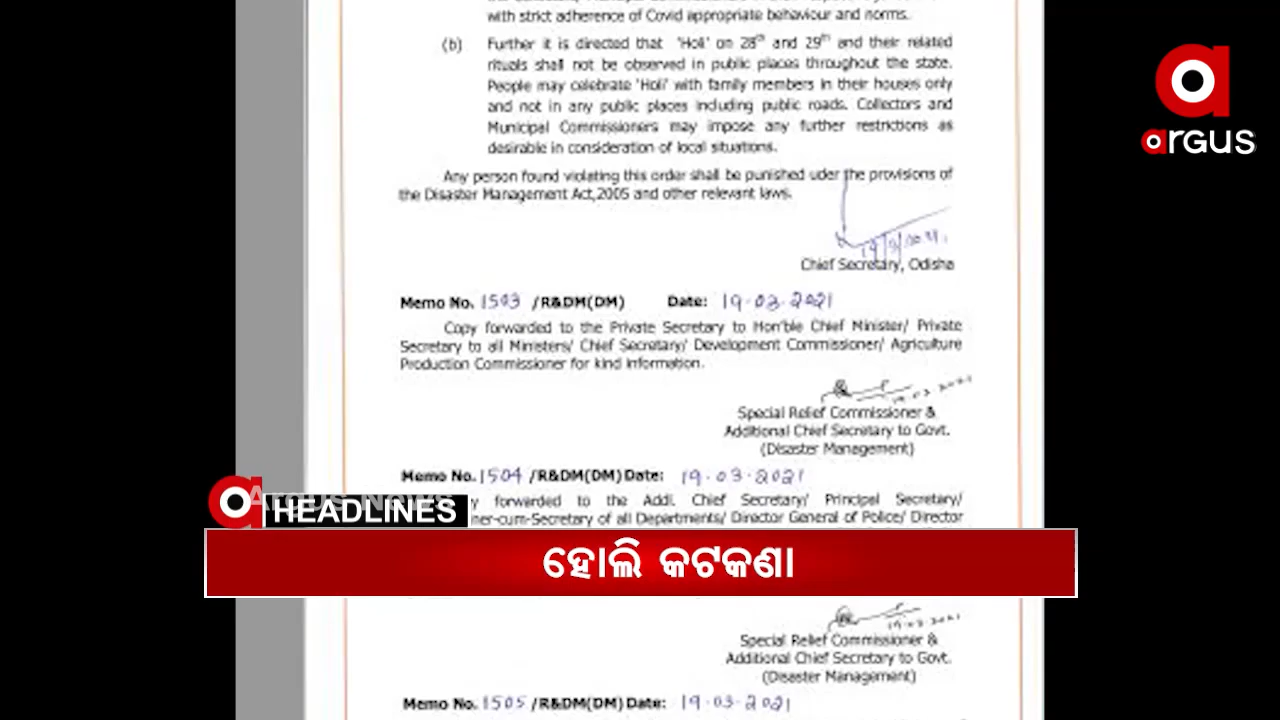 with strict adherence of Covid appropriate behaviour and norms.
(b) Further it is directed that 'Holi' on 28th and 29th and their related
rituals shall not be observed in public places throughout the state.
People may celebrate 'Holi' with family members in their houses only
and not in any public places including public roads. Collectors and
Municipal Commissioners may impose any further restrictions as
desirable in consideration of local situations.
Any person found violating this order shall be punished uder the provisions of
the Disaster Management Act,2005 and other relevant laws.
Chief Secretary, Odisha
Memo No. 1503 /R&DM(DM) Date: 19.03.2021
Copy forwarded to the Private Secretary to Hon'ble Chief Minister/ Private
Secretary to all Ministers/ Chief Secretary/ Development Commissioner/ Agriculture
Production Commissioner for kind information.
19.03.2021
Special Relief Commissioner &
Additional Chief Secretary to Govt.
(Disaster Management)
Memo No. 1504 /R&DM(DM) Date: 19.03.2021
forwarded to the Addl. Chief Secretary/ Principal Secretary/
-cum-Secretary of all Departments/ Director General of Police/ Director
HEADLINES
ହୋଲି କଟକଣା
19.03.2021
Special Relief Commissioner &
Additional Chief Secretary to Govt.
(Disaster Management)
Memo No. 1505 /R&DM(DM) Date: 19.03.2021
argus